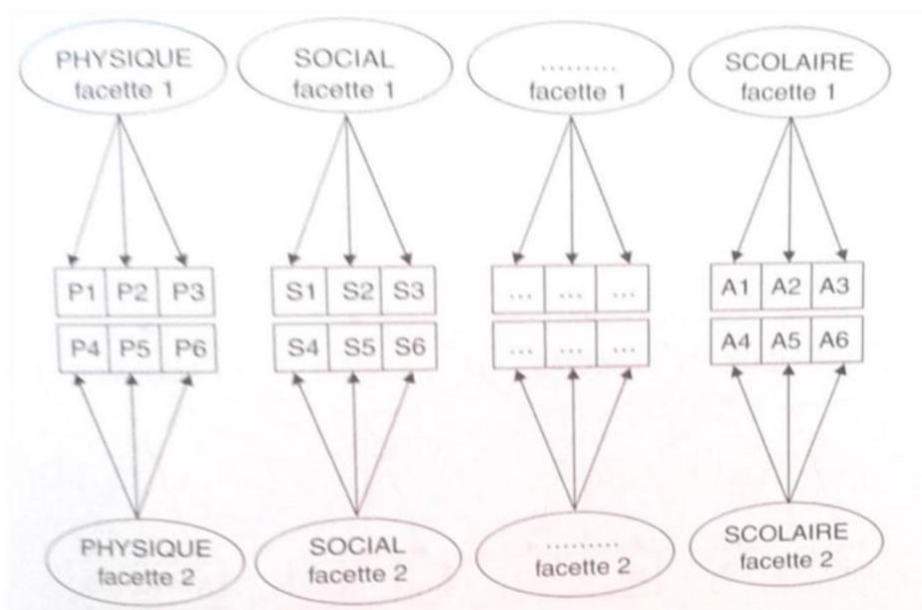 PHYSIQUE
facette 1
SOCIAL
facette 1
.........
facette 1
SCOLAIRE
facette 1
P1 P2 P3
P4 P5 P6
S1 S2 S3
S4 S5 S6
... ... ...
... ... ...
A1 A2 A3
A4 A5 A6
PHYSIQUE
facette 2
SOCIAL
facette 2
.........
facette 2
SCOLAIRE
facette 2